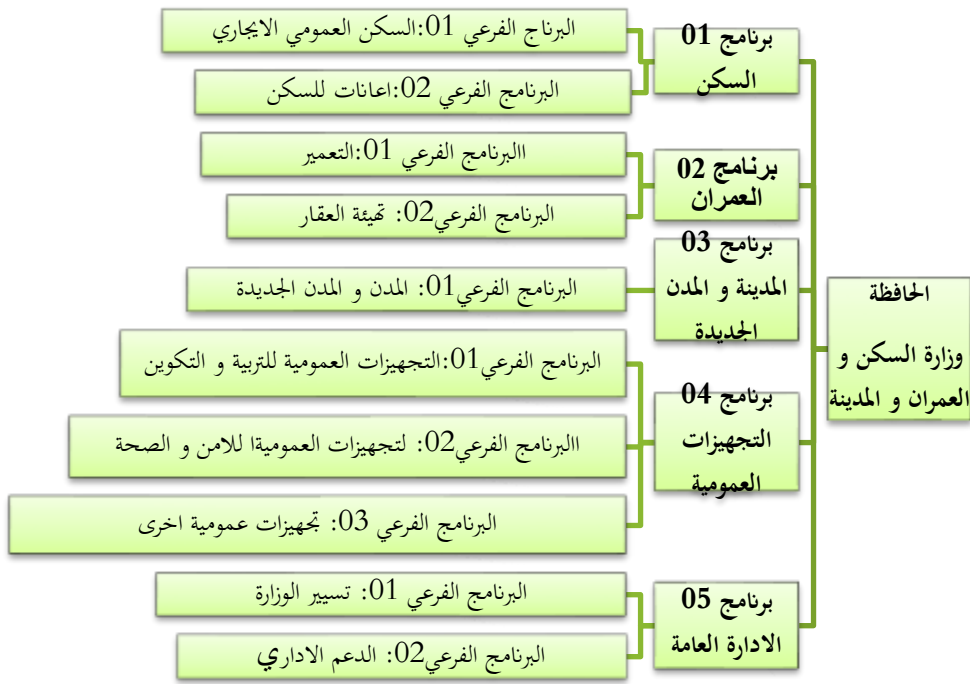 الحافظة
وزارة السكن و
العمران و المدينة
برنامج 01
السكن
البرناج الفرعي 01:السكن العمومي الايجاري
البرنامج الفرعي 02:اعانات للسكن
برنامج 02
العمران
االبرنامج الفرعي 01:التعمير
البرنامج الفرعي02: تهيئة العقار
برنامج 03
المدينة و المدن
الجديدة
البرنامج الفرعي01: المدن و المدن الجديدة
برنامج 04
التجهيزات
العمومية
البرنامج الفرعي01:التجهيزات العمومية للتربية و التكوين
االبرنامج الفرعي02: لتجهيزات العموميةا للامن و الصحة
البرنامج الفرعي 03: تجهيزات عمومية اخرى
برنامج 05
الادارة العامة
البرنامج الفرعي 01: تسيير الوزارة
البرنامج الفرعي02: الدعم الاداري